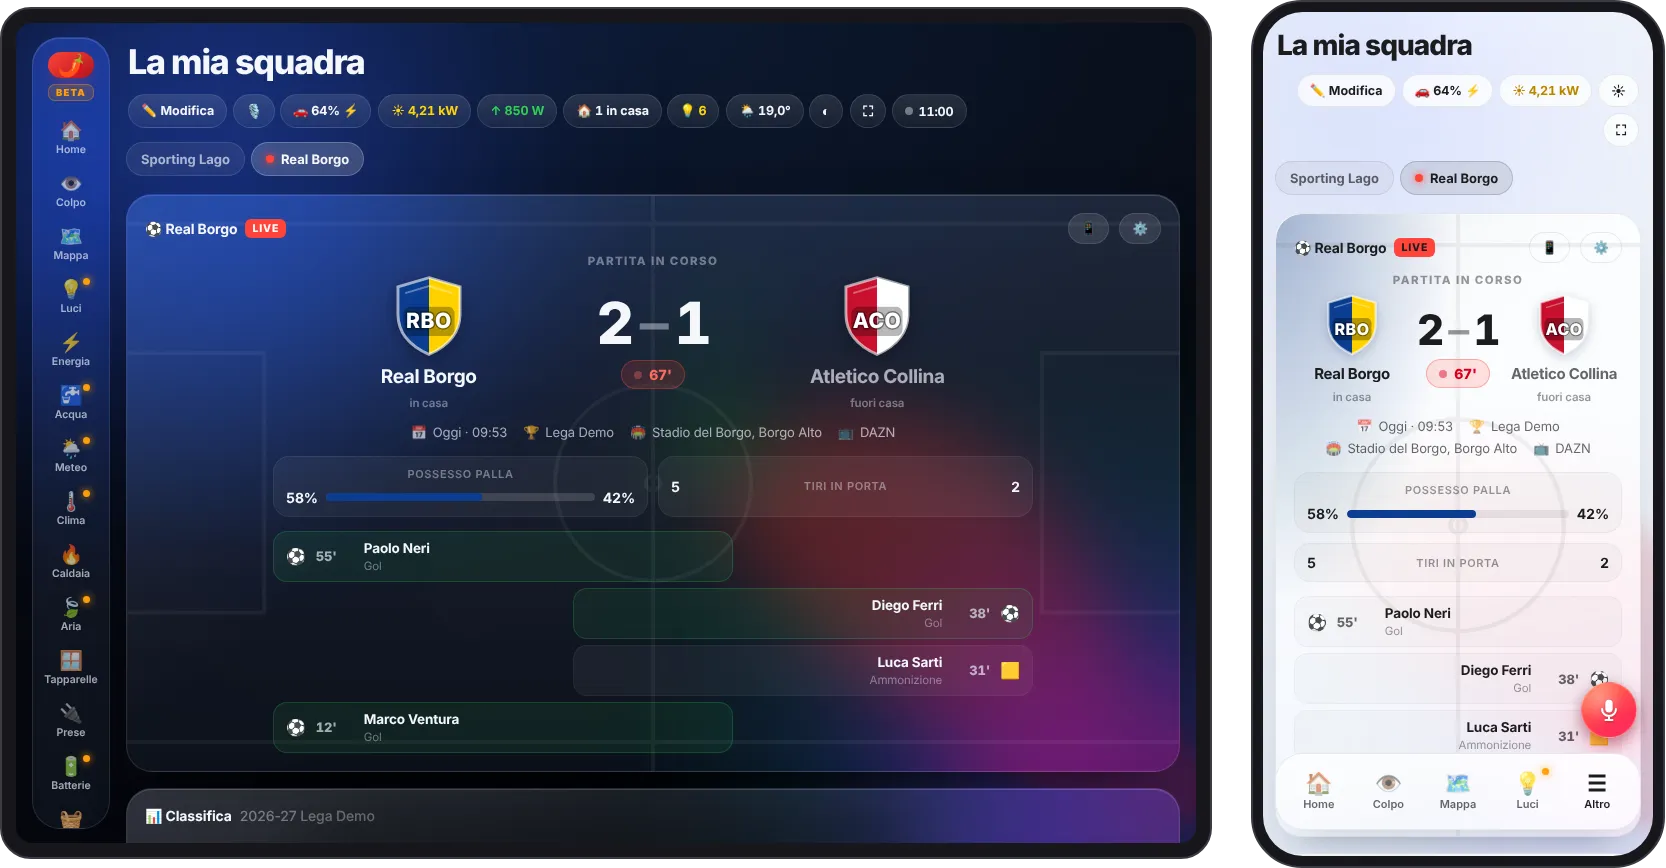 La mia squadra
BETA
Modifica
64%
4,21 kW
↑ 850 W
1 in casa
6
19,0°
11:00
Home
Colpo
Mappa
Luci
Energia
Acqua
Meteo
Clima
Caldaia
Aria
Tapparelle
Prese
Batterie
Sporting Lago
Real Borgo
Real Borgo LIVE
PARTITA IN CORSO
RBO
2–1
ACO
Real Borgo
67'
Atletico Collina
in casa
fuori casa
Oggi · 09:53
Lega Demo
Stadio del Borgo, Borgo Alto
DAZN
POSSESSO PALLA
58%
42%
5
TIRI IN PORTA
2
55'
Paolo Neri
Gol
Diego Ferri
Gol
38'
Luca Sarti
Ammonizione
31'
12'
Marco Ventura
Gol
Classifica 2026-27 Lega Demo
La mia squadra
Modifica
64%
4,21 kW
Sporting Lago
Real Borgo
Real Borgo LIVE
PARTITA IN CORSO
RBO
2–1
ACO
Real Borgo
67'
Atletico Collina
in casa
fuori casa
Oggi · 09:53
Lega Demo
Stadio del Borgo, Borgo Alto
DAZN
POSSESSO PALLA
58%
42%
5
TIRI IN PORTA
2
55'
Paolo Neri
Gol
Diego Ferri
Gol
38'
Luca Sarti
Ammonizione
31'
Home
Colpo
Mappa
Luci
Altro